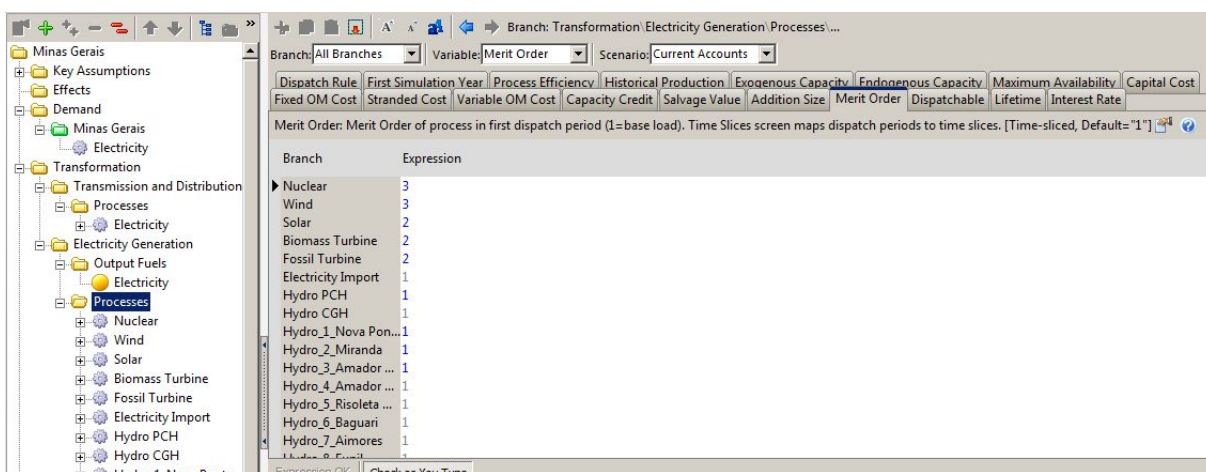 Branch: Transformation\Electricity Generation\Processes\...
Branch: All Branches Variable: Merit Order Scenario: Current Accounts
Dispatch Rule First Simulation Year Process Efficiency Historical Production Exogenous Capacity Endogenous Capacity Maximum Availability Capital Cost
Fixed OM Cost Stranded Cost Variable OM Cost Capacity Credit Salvage Value Addition Size Merit Order Dispatchable Lifetime Interest Rate
Merit Order: Merit Order of process in first dispatch period (1=base load). Time Slices screen maps dispatch periods to time slices. [Time-sliced, Default="1"]
Minas Gerais
Key Assumptions
Effects
Demand
Minas Gerais
Electricity
Transformation
Transmission and Distribution
Processes
Electricity
Electricity Generation
Output Fuels
Electricity
Processes
Nuclear
Wind
Solar
Biomass Turbine
Fossil Turbine
Electricity Import
Hydro PCH
Hydro CGH
Branch Expression
Nuclear 3
Wind 3
Solar 2
Biomass Turbine 2
Fossil Turbine 2
Electricity Import 1
Hydro PCH 1
Hydro CGH 1
Hydro_1_Nova Pon... 1
Hydro_2_Miranda 1
Hydro_3_Amador ... 1
Hydro_4_Amador ... 1
Hydro_5_Risoleta ... 1
Hydro_6_Baguari 1
Hydro_7_Aimores 1
Expression OK Check as You Type